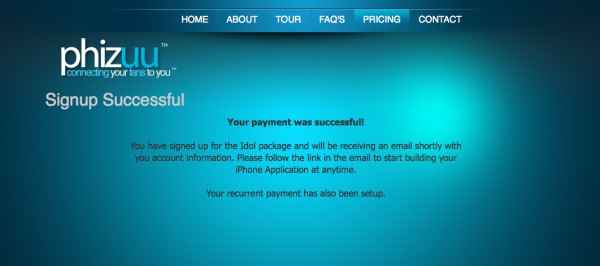 HOME ABOUT TOUR FAQ'S PRICING CONTACT
phizuu™
connecting your fans to you™
Signup Successful
Your payment was successful!
You have signed up for the Idol package and will be receiving an email shortly with
you account information. Please follow the link in the email to start building your
iPhone Application at anytime.
Your recurrent payment has also been setup.